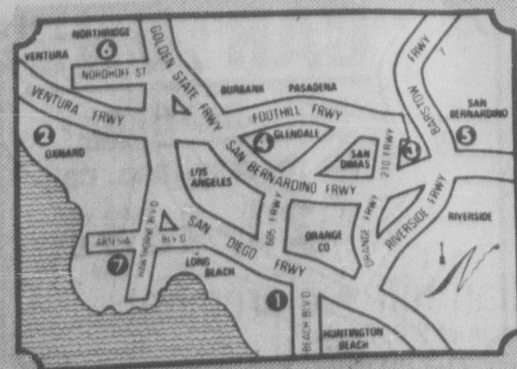 NORTHRIDGE
6
VENTURA
NORDHOFF ST
GOLDEN STATE FRWY
BURBANK
PASADENA
FRWY
BARSTOW
SAN
BERNARDINO
5
VENTURA FRWY
FOOTHILL FRWY
2
OXNARD
4
GLENDALE
SAN
DIMAS
210 FRWY
3
LOS
ANGELES
SAN BERNARDINO FRWY
605 FRWY
ORANGE
CO
ORANGE FRWY
RIVERSIDE FRWY
RIVERSIDE
ARTESIA BLVD
HAWTHORNE BLVD
7
SAN DIEGO FRWY
LONG
BEACH
1
BEACH BLVD
HUNTINGTON
BEACH
N